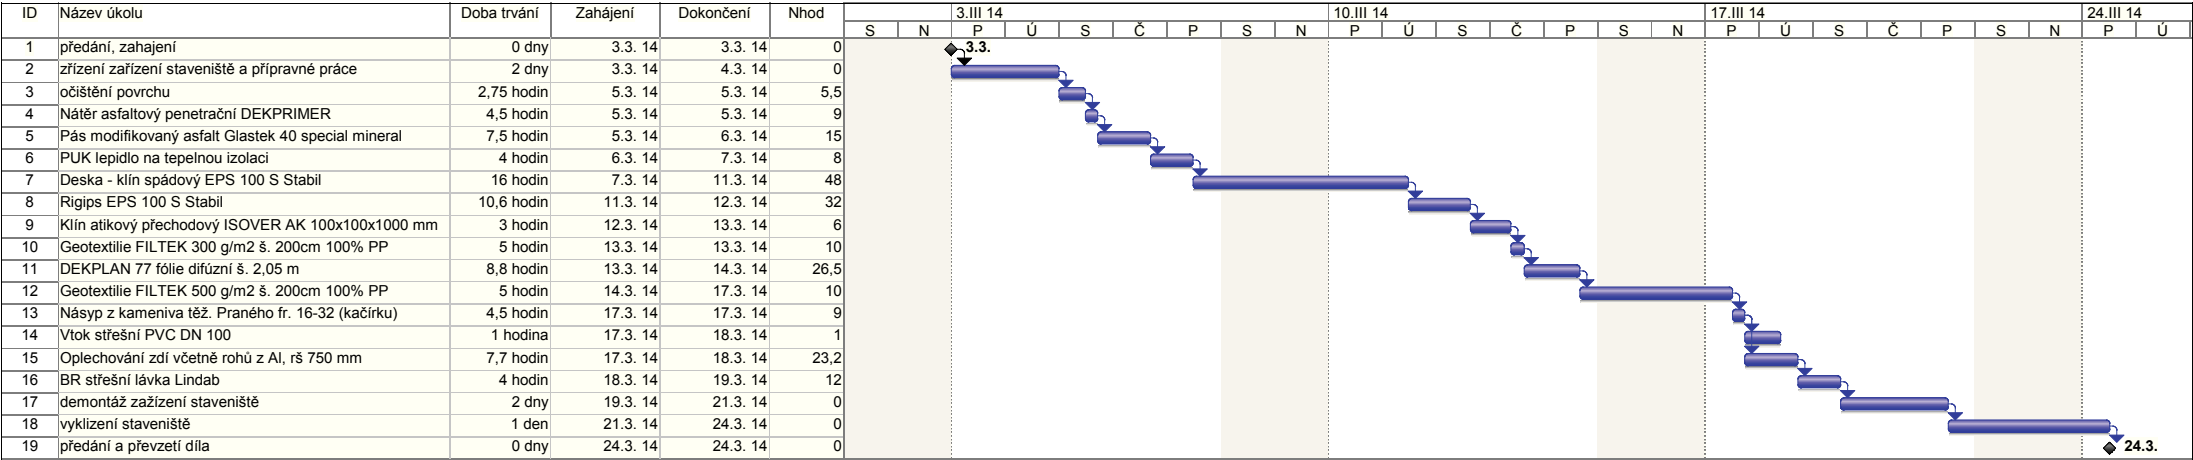 ID Název úkolu Doba trvání Zahájení Dokončení Nhod 3.III 14 10.III 14 17.III 14 24.III 14
S N P Ú S Č P S N P Ú S Č P S N P Ú S Č P S N P Ú
1 předání, zahajení 0 dny 3.3. 14 3.3. 14 0 3.3.
2 zřízení zařízení staveniště a přípravné práce 2 dny 3.3. 14 4.3. 14 0
3 očištění povrchu 2,75 hodin 5.3. 14 5.3. 14 5,5
4 Nátěr asfaltový penetrační DEKPRIMER 4,5 hodin 5.3. 14 5.3. 14 9
5 Pás modifikovaný asfalt Glastek 40 special mineral 7,5 hodin 5.3. 14 6.3. 14 15
6 PUK lepidlo na tepelnou izolaci 4 hodin 6.3. 14 7.3. 14 8
7 Deska - klín spádový EPS 100 S Stabil 16 hodin 7.3. 14 11.3. 14 48
8 Rigips EPS 100 S Stabil 10,6 hodin 11.3. 14 12.3. 14 32
9 Klín atikový přechodový ISOVER AK 100x100x1000 mm 3 hodin 12.3. 14 13.3. 14 6
10 Geotextilie FILTEK 300 g/m2 š. 200cm 100% PP 5 hodin 13.3. 14 13.3. 14 10
11 DEKPLAN 77 fólie difúzní š. 2,05 m 8,8 hodin 13.3. 14 14.3. 14 26,5
12 Geotextilie FILTEK 500 g/m2 š. 200cm 100% PP 5 hodin 14.3. 14 17.3. 14 10
13 Násyp z kameniva těž. Praného fr. 16-32 (kačírku) 4,5 hodin 17.3. 14 17.3. 14 9
14 Vtok střešní PVC DN 100 1 hodina 17.3. 14 18.3. 14 1
15 Oplechování zdí včetně rohů z Al, rš 750 mm 7,7 hodin 17.3. 14 18.3. 14 23,2
16 BR střešní lávka Lindab 4 hodin 18.3. 14 19.3. 14 12
17 demontáž zažízení staveniště 2 dny 19.3. 14 21.3. 14 0
18 vyklizení staveniště 1 den 21.3. 14 24.3. 14 0
19 předání a převzetí díla 0 dny 24.3. 14 24.3. 14 0 24.3.